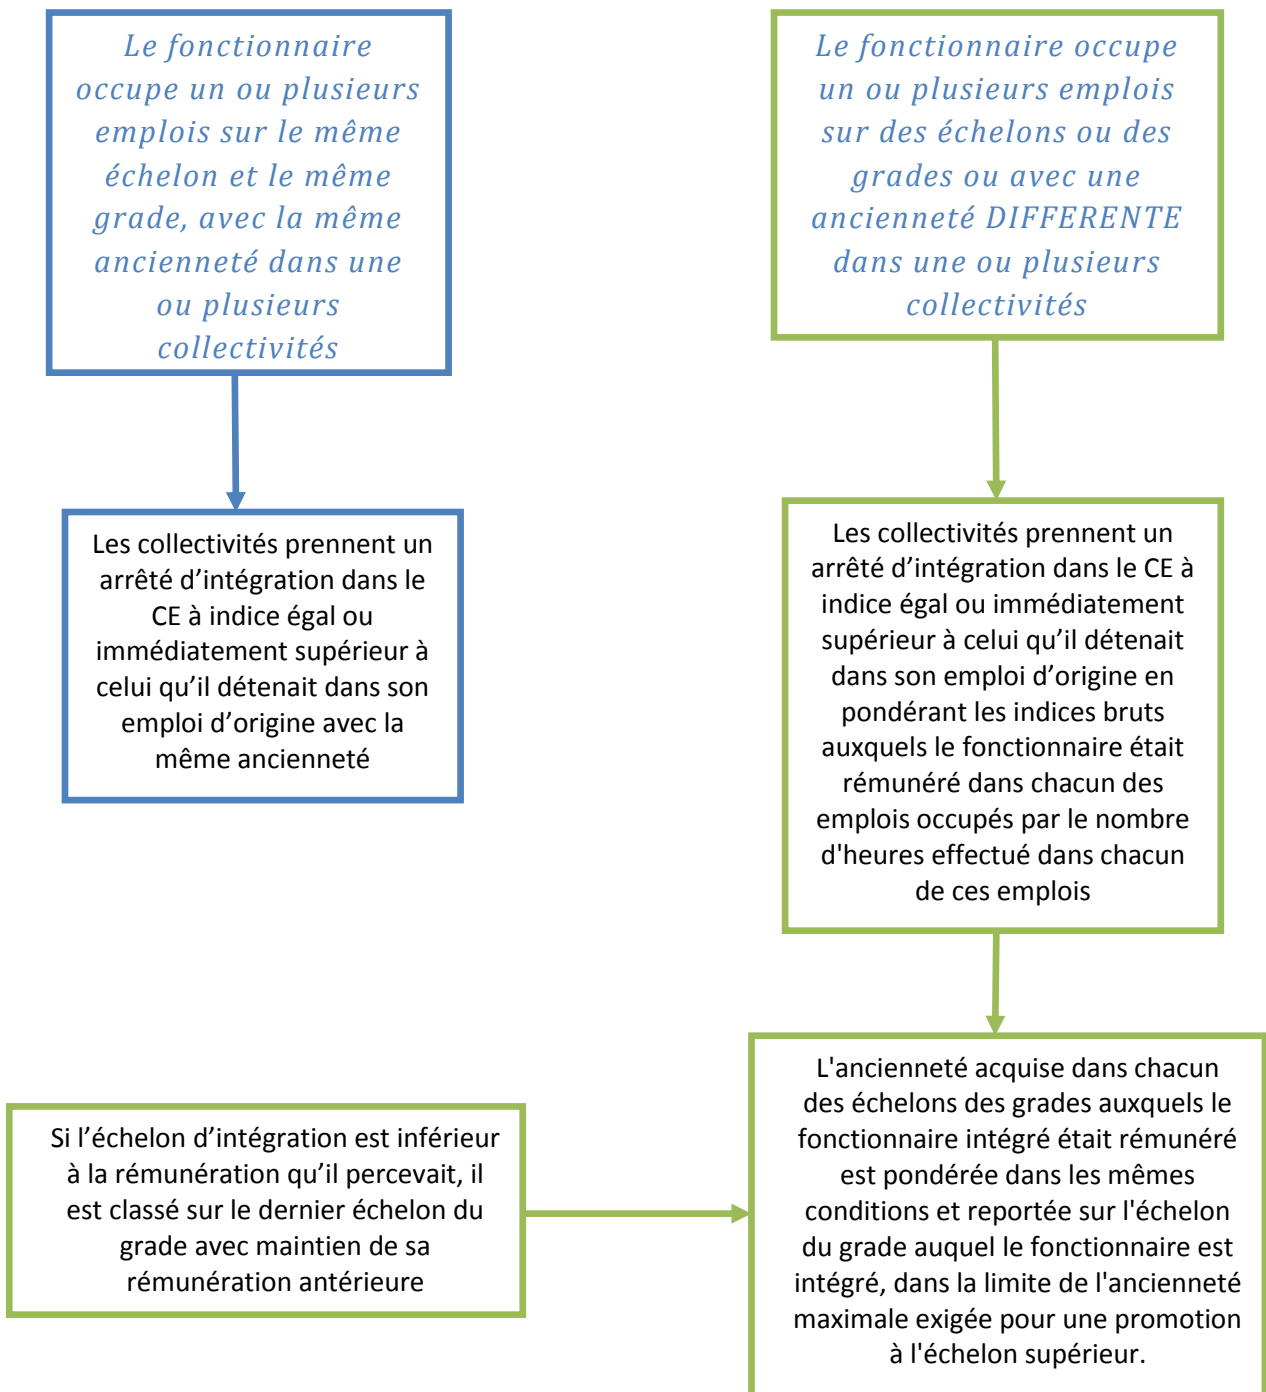 Le fonctionnaire
occupe un ou plusieurs
emplois sur le même
échelon et le même
grade, avec la même
ancienneté dans une
ou plusieurs
collectivités
Le fonctionnaire occupe
un ou plusieurs emplois
sur des échelons ou des
grades ou avec une
ancienneté DIFFERENTE
dans une ou plusieurs
collectivités
Les collectivités prennent un
arrêté d’intégration dans le
CE à indice égal ou
immédiatement supérieur à
celui qu’il détenait dans son
emploi d’origine avec la
même ancienneté
Les collectivités prennent un
arrêté d’intégration dans le CE à
indice égal ou immédiatement
supérieur à celui qu’il détenait
dans son emploi d’origine en
pondérant les indices bruts
auxquels le fonctionnaire était
rémunéré dans chacun des
emplois occupés par le nombre
d'heures effectué dans chacun
de ces emplois
Si l’échelon d’intégration est inférieur
à la rémunération qu’il percevait, il
est classé sur le dernier échelon du
grade avec maintien de sa
rémunération antérieure
L'ancienneté acquise dans chacun
des échelons des grades auxquels le
fonctionnaire intégré était rémunéré
est pondérée dans les mêmes
conditions et reportée sur l'échelon
du grade auquel le fonctionnaire est
intégré, dans la limite de l'ancienneté
maximale exigée pour une promotion
à l'échelon supérieur.